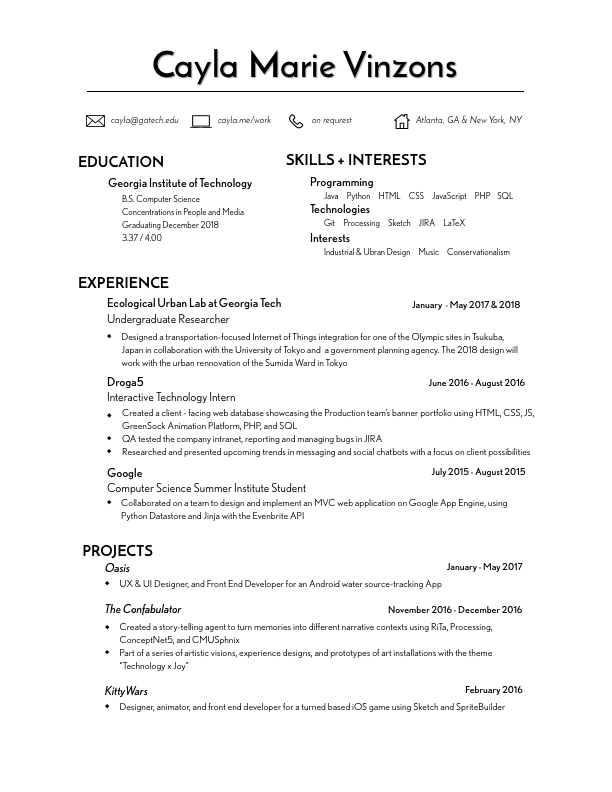 Cayla Marie Vinzons
cayla@gatech.edu cayla.me/work on requrest Atlanta, GA & New York, NY
EDUCATION
Georgia Institute of Technology
B.S. Computer Science
Concentrations in People and Media
Graduating December 2018
3.37 / 4.00
SKILLS + INTERESTS
Programming
Java Python HTML CSS JavaScript PHP SQL
Technologies
Git Processing Sketch JIRA LaTeX
Interests
Industrial & Ubran Design Music Conservationalism
EXPERIENCE
Ecological Urban Lab at Georgia Tech January - May 2017 & 2018
Undergraduate Researcher
◆ Designed a transportation-focused Internet of Things integration for one of the Olympic sites in Tsukuba,
Japan in collaboration with the University of Tokyo and a government planning agency. The 2018 design will
work with the urban rennovation of the Sumida Ward in Tokyo
Droga5 June 2016 - August 2016
Interactive Technology Intern
◆ Created a client - facing web database showcasing the Production team's banner portfolio using HTML, CSS, JS,
GreenSock Animation Platform, PHP, and SQL
◆ QA tested the company intranet, reporting and managing bugs in JIRA
◆ Researched and presented upcoming trends in messaging and social chatbots with a focus on client possibilities
Google July 2015 - August 2015
Computer Science Summer Institute Student
◆ Collaborated on a team to design and implement an MVC web application on Google App Engine, using
Python Datastore and Jinja with the Evenbrite API
PROJECTS
Oasis January - May 2017
◆ UX & UI Designer, and Front End Developer for an Android water source-tracking App
The Confabulator November 2016 - December 2016
◆ Created a story-telling agent to turn memories into different narrative contexts using RiTa, Processing,
ConceptNet5, and CMUSphnix
◆ Part of a series of artistic visions, experience designs, and prototypes of art installations with the theme
"Technology x Joy"
KittyWars February 2016
◆ Designer, animator, and front end developer for a turned based iOS game using Sketch and SpriteBuilder